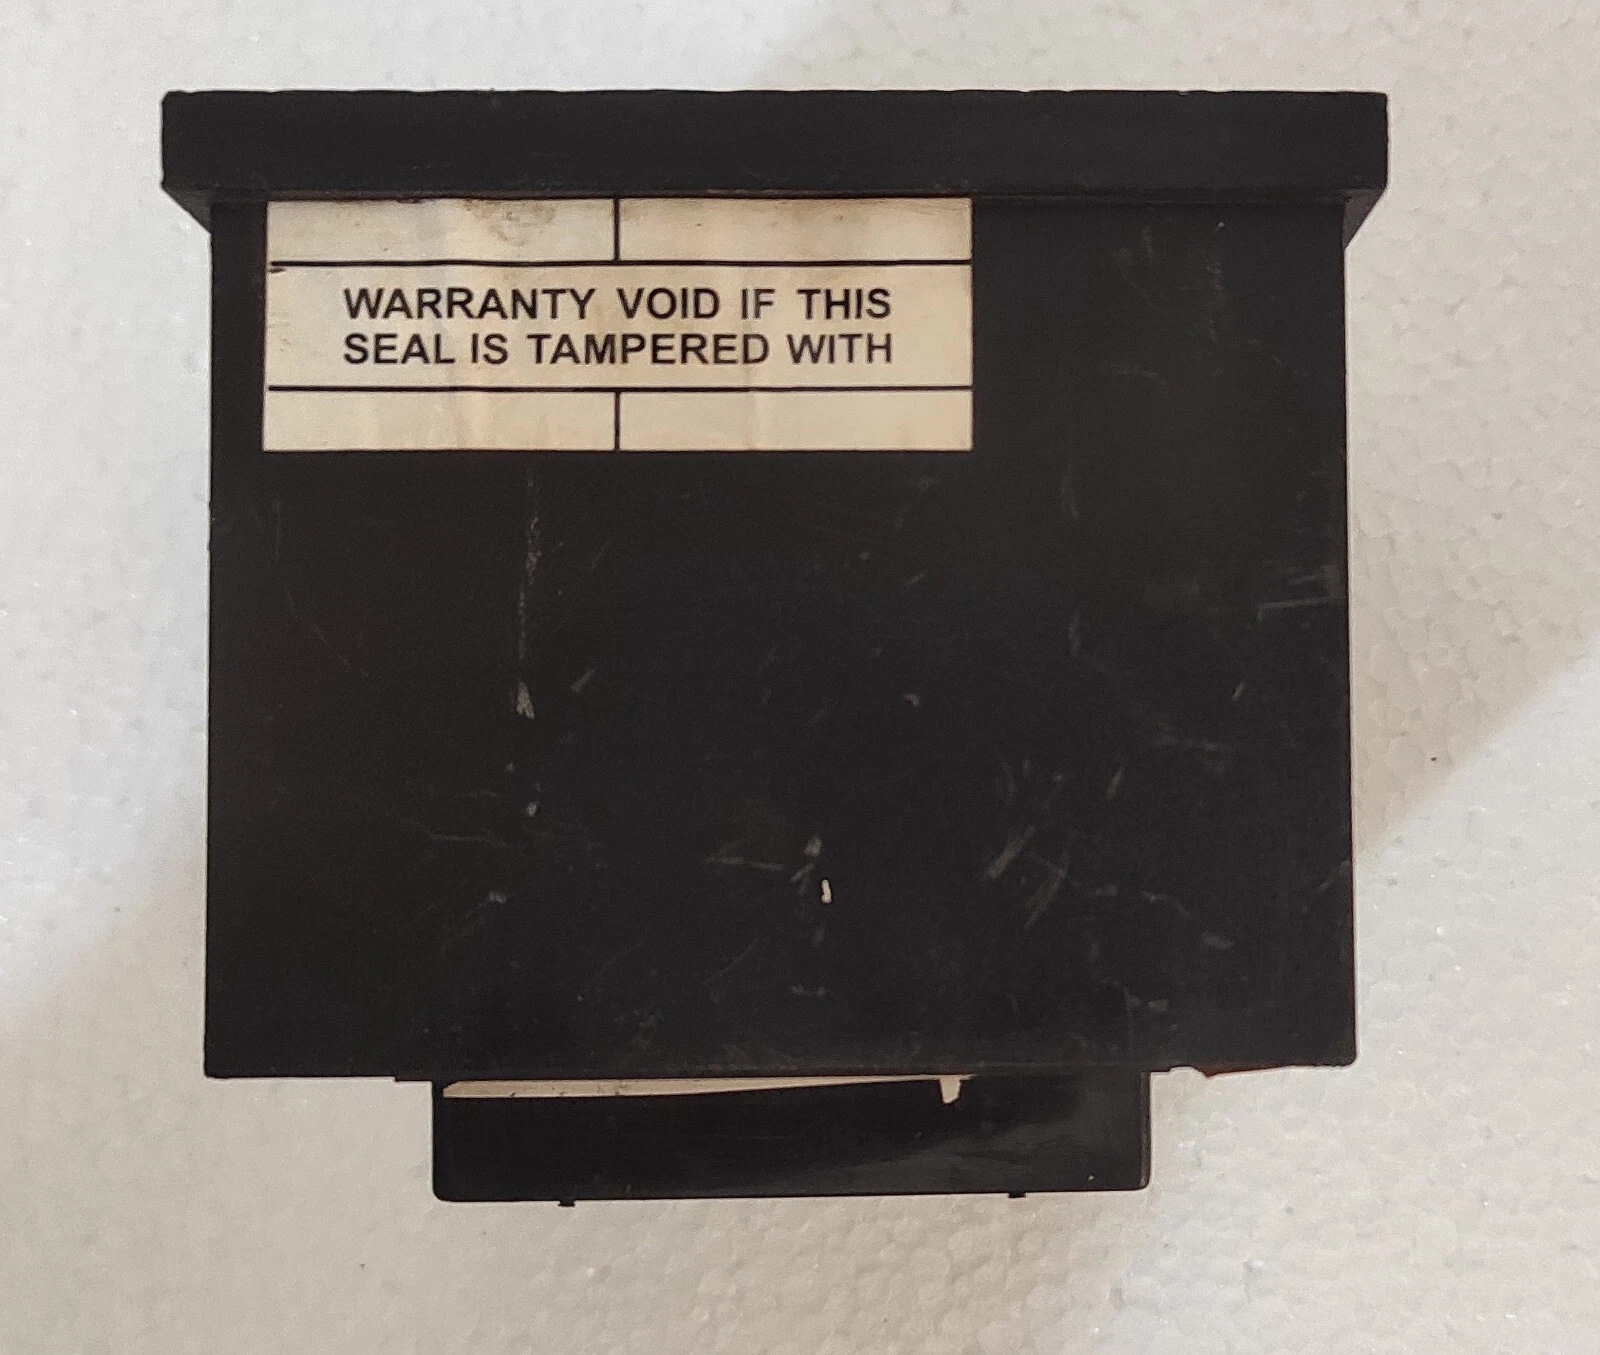 WARRANTY VOID IF THIS
SEAL IS TAMPERED WITH